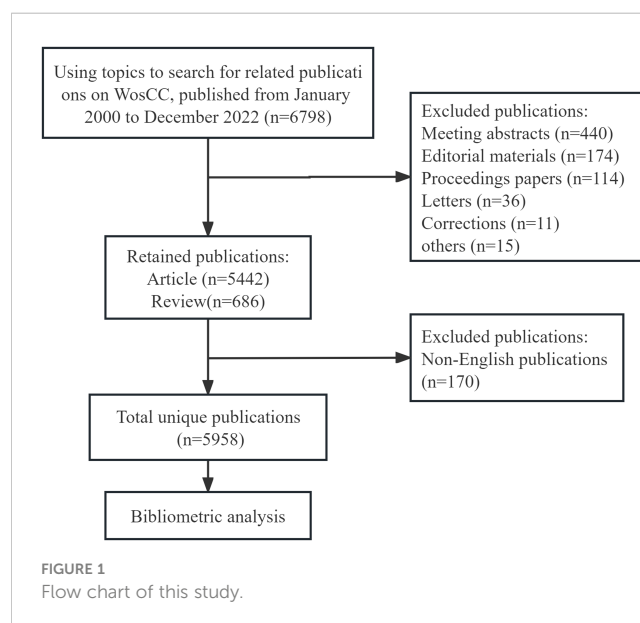 Using topics to search for related publicati
ons on WosCC, published from January
2000 to December 2022 (n=6798)
Excluded publications:
Meeting abstracts (n=440)
Editorial materials (n=174)
Proceedings papers (n=114)
Letters (n=36)
Corrections (n=11)
others (n=15)
Retained publications:
Article (n=5442)
Review(n=686)
Excluded publications:
Non-English publications
(n=170)
Total unique publications
(n=5958)
Bibliometric analysis
FIGURE 1
Flow chart of this study.